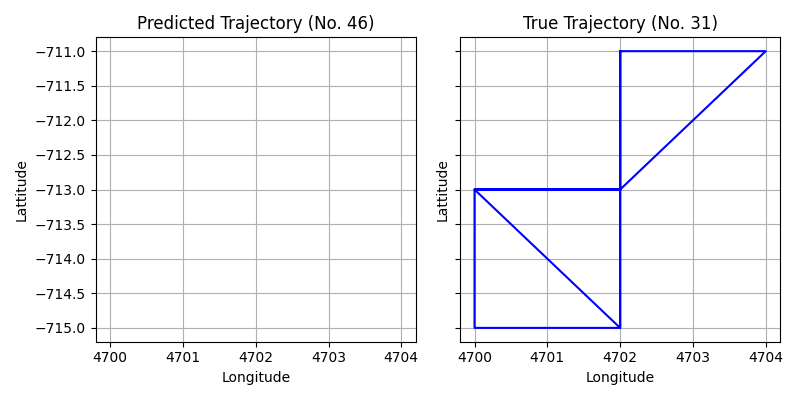 Predicted Trajectory (No. 46)
True Trajectory (No. 31)
Lattitude
−711.0
−711.5
−712.0
−712.5
−713.0
−713.5
−714.0
−714.5
−715.0
4700 4701 4702 4703 4704
Longitude
Lattitude
4700 4701 4702 4703 4704
Longitude